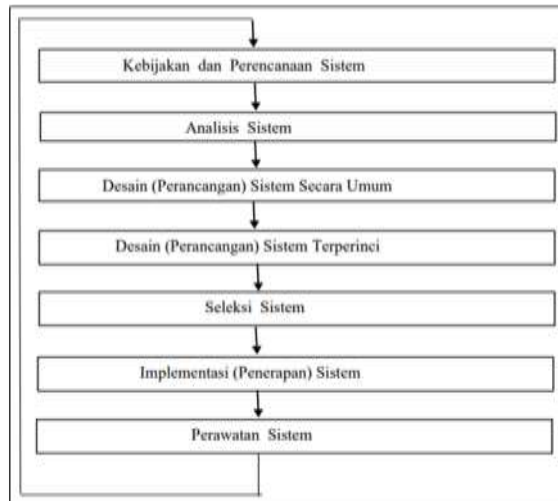 Kebijakan dan Perencanaan Sistem
Analisis Sistem
Desain (Perancangan) Sistem Secara Umum
Desain (Perancangan) Sistem Terperinci
Seleksi Sistem
Implementasi (Penerapan) Sistem
Perawatan Sistem